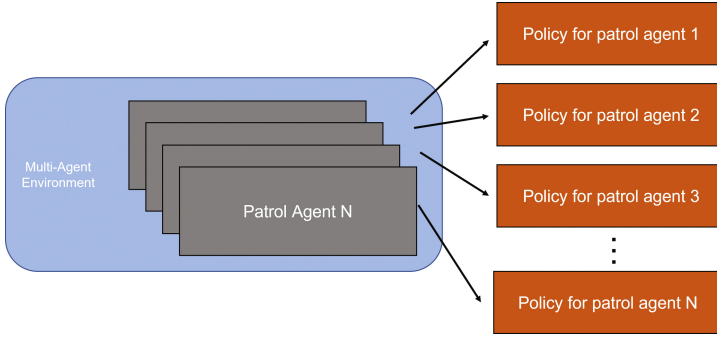 Policy for patrol agent 1
Policy for patrol agent 2
Multi-Agent
Environment
Patrol Agent N
Policy for patrol agent 3
Policy for patrol agent N